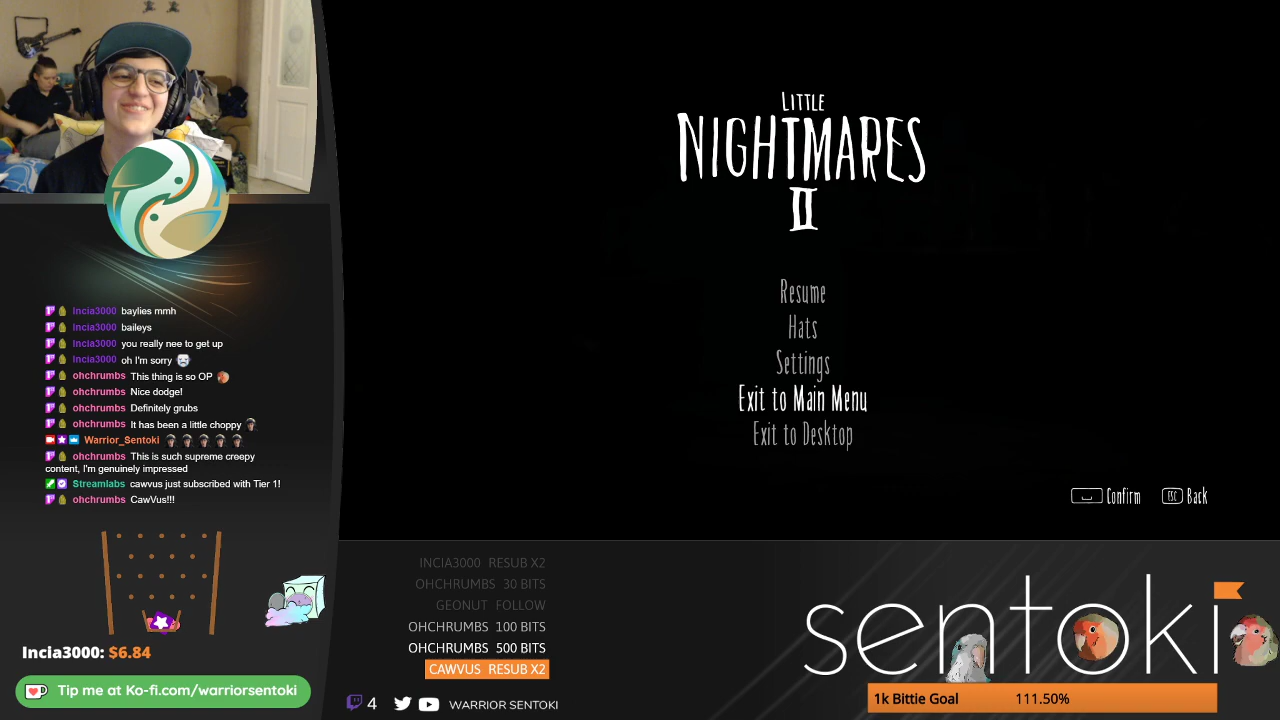 LITTLE
NIGHTMARES
II
Resume
Hats
Settings
Exit to Main Menu
Exit to Desktop
Confirm
ESC Back
Incia3000 baylies mmh
Incia3000 baileys
Incia3000 you really nee to get up
Incia3000 oh I'm sorry
ohchrumbs This thing is so OP
ohchrumbs Nice dodge!
ohchrumbs Definitely grubs
ohchrumbs It has been a little choppy
Warrior_Sentoki
ohchrumbs This is such supreme creepy
content, I'm genuinely impressed
Streamlabs cawvus just subscribed with Tier 1!
ohchrumbs CawVus!!!
Incia3000: $6.84
Tip me at Ko-fi.com/warriorsentoki
INCIA3000 RESUB X2
OHCHRUMBS 30 BITS
GEONUT FOLLOW
OHCHRUMBS 100 BITS
OHCHRUMBS 500 BITS
CAWVUS RESUB X2
4 WARRIOR SENTOKI
sentoki
1k Bittie Goal 111.50%